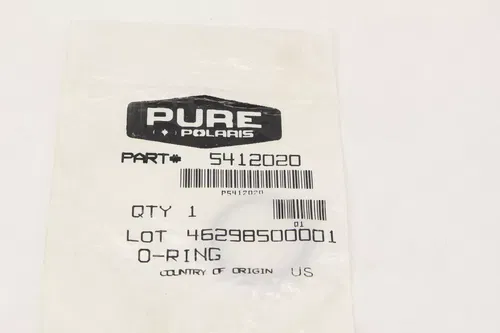 PURE
POLARIS
PART# 5412020
P5412020
QTY 1
01
LOT 46298500001
O-RING
COUNTRY OF ORIGIN US